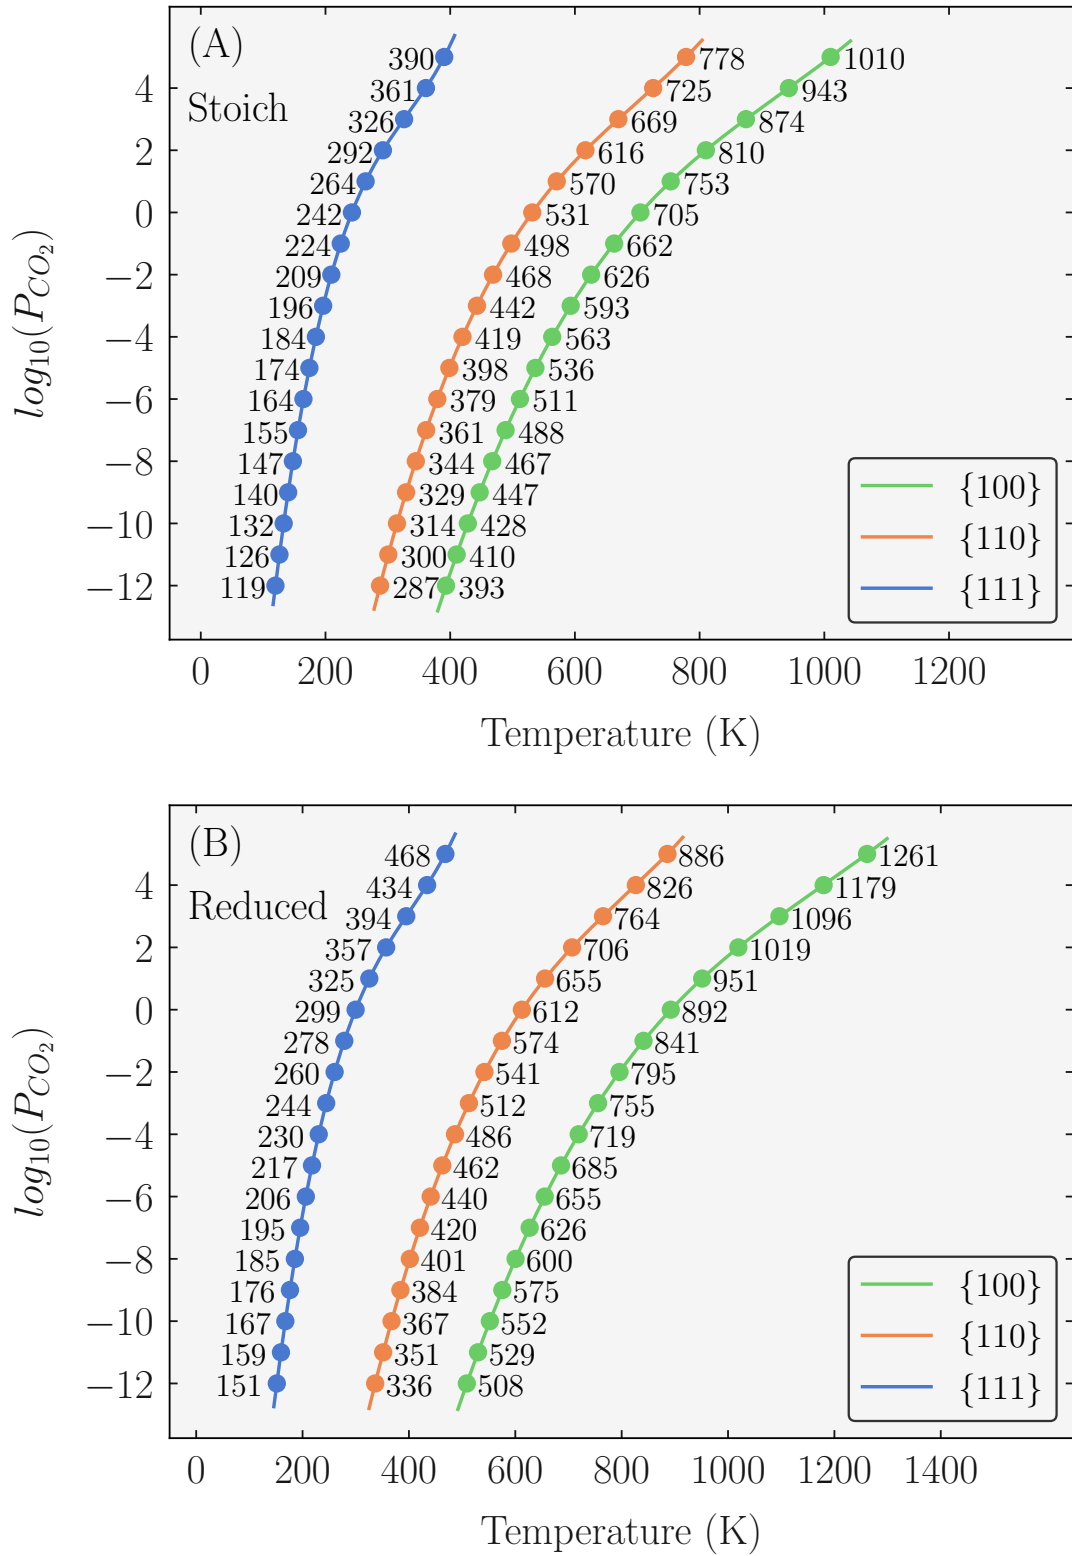 (A)
Stoich
390 778 1010
4 361 725 943
326 669 874
2 292 616 810
264 570 753
0 242 531 705
224 498 662
−2 209 468 626
196 442 593
−4 184 419 563
174 398 536
−6 164 379 511
155 361 488
−8 147 344 467
140 329 447
−10 132 314 428
126 300 410
−12 119 287 393
{100}
{110}
{111}
log10(PCO2)
0 200 400 600 800 1000 1200
Temperature (K)
(B)
Reduced
468 886 1261
4 434 826 1179
394 764 1096
2 357 706 1019
325 655 951
0 299 612 892
278 574 841
−2 260 541 795
244 512 755
−4 230 486 719
217 462 685
−6 206 440 655
195 420 626
−8 185 401 600
176 384 575
−10 167 367 552
159 351 529
−12 151 336 508
{100}
{110}
{111}
log10(PCO2)
0 200 400 600 800 1000 1200 1400
Temperature (K)